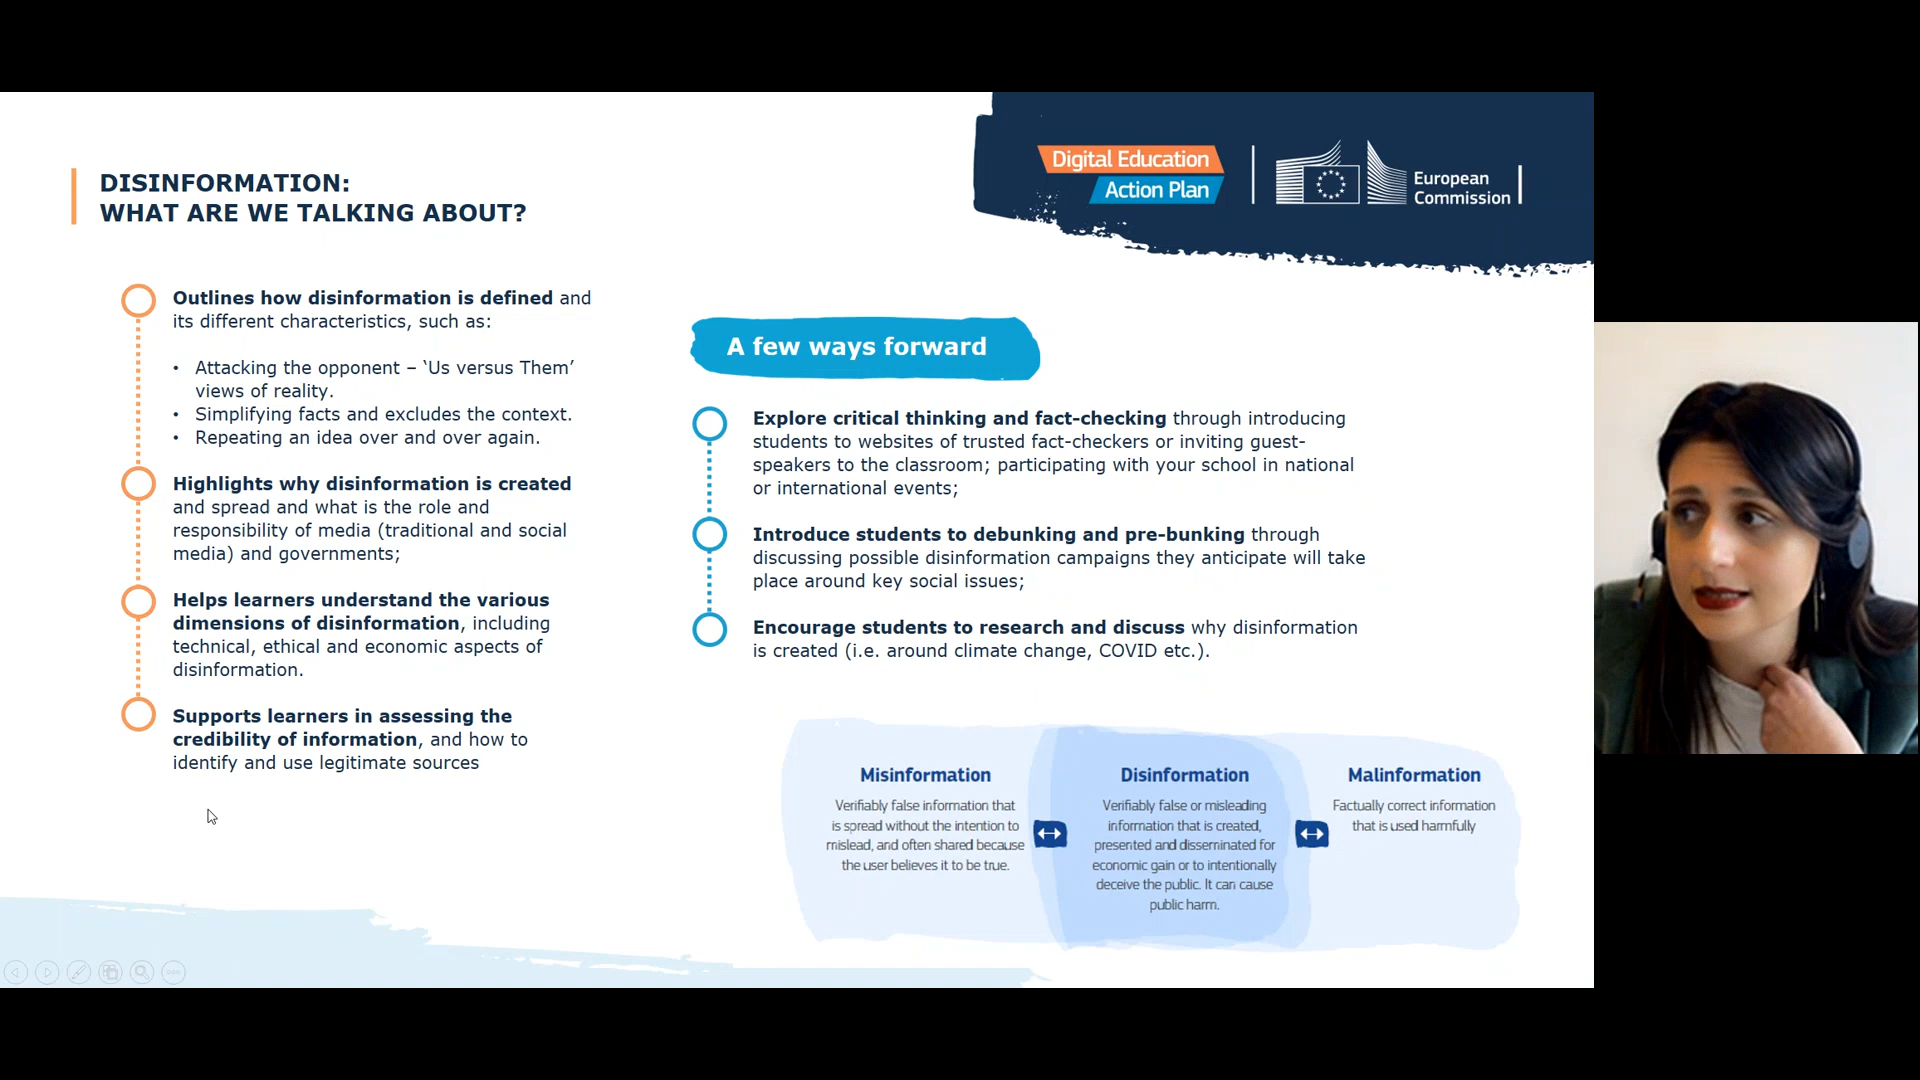 Digital Education
Action Plan
European
Commission
DISINFORMATION:
WHAT ARE WE TALKING ABOUT?
Outlines how disinformation is defined and
its different characteristics, such as:
• Attacking the opponent – ‘Us versus Them’
views of reality.
• Simplifying facts and excludes the context.
• Repeating an idea over and over again.
Highlights why disinformation is created
and spread and what is the role and
responsibility of media (traditional and social
media) and governments;
Helps learners understand the various
dimensions of disinformation, including
technical, ethical and economic aspects of
disinformation.
Supports learners in assessing the
credibility of information, and how to
identify and use legitimate sources
A few ways forward
Explore critical thinking and fact-checking through introducing
students to websites of trusted fact-checkers or inviting guest-
speakers to the classroom; participating with your school in national
or international events;
Introduce students to debunking and pre-bunking through
discussing possible disinformation campaigns they anticipate will take
place around key social issues;
Encourage students to research and discuss why disinformation
is created (i.e. around climate change, COVID etc.).
Misinformation
Verifiably false information that
is spread without the intention to
mislead, and often shared because
the user believes it to be true.
Disinformation
Verifiably false or misleading
information that is created,
presented and disseminated for
economic gain or to intentionally
deceive the public. It can cause
public harm.
Malinformation
Factually correct information
that is used harmfully